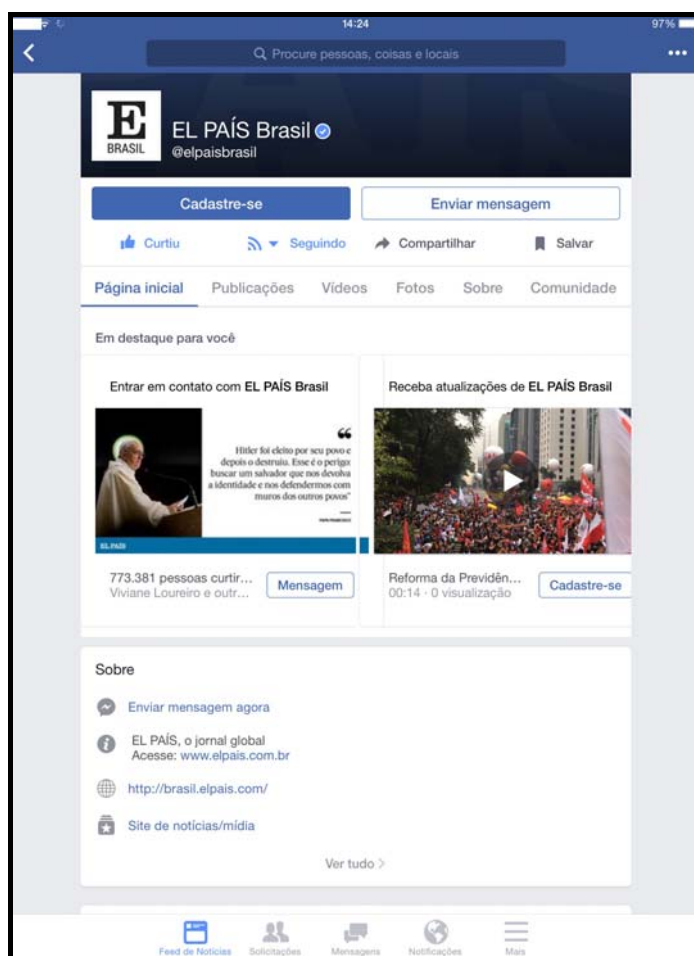 14:24
97%
Procure pessoas, coisas e locais
E
BRASIL
EL PAÍS Brasil
@elpaisbrasil
Cadastre-se
Enviar mensagem
Curtiu
Seguindo
Compartilhar
Salvar
Página inicial
Publicações
Vídeos
Fotos
Sobre
Comunidade
Em destaque para você
Entrar em contato com EL PAÍS Brasil
“
Hitler foi eleito por seu povo e
depois o destruiu. Esse é o perigo:
buscar um salvador que nos devolva
a identidade e nos defendermos com
muros dos outros povos"
PAPA FRANCISCO
EL PAÍS
773.381 pessoas curtir...
Viviane Loureiro e outr...
Mensagem
Receba atualizações de EL PAÍS Brasil
Reforma da Previdên...
00:14 · 0 visualização
Cadastre-se
Sobre
Enviar mensagem agora
EL PAÍS, o jornal global
Acesse: www.elpais.com.br
http://brasil.elpais.com/
Site de notícias/mídia
Ver tudo >
Feed de Notícias
Solicitações
Mensagens
Notificações
Mais